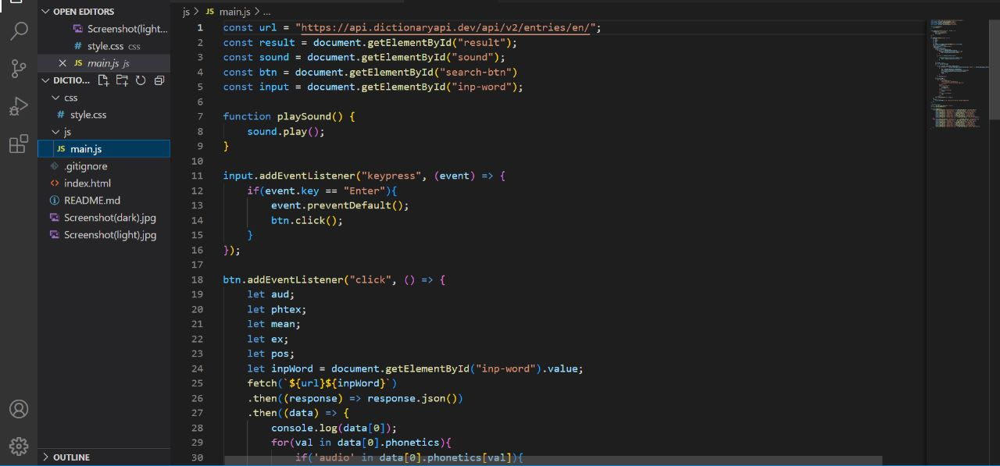 OPEN EDITORS
Screenshot(light...
# style.css css
JS main.js js
DICTIO...
css
# style.css
js
JS main.js
.gitignore
<> index.html
README.md
Screenshot(dark).jpg
Screenshot(light).jpg
OUTLINE
js > JS main.js > ...
1 const url = "https://api.dictionaryapi.dev/api/v2/entries/en/";
2 const result = document.getElementById("result");
3 const sound = document.getElementById("sound");
4 const btn = document.getElementById("search-btn")
5 const input = document.getElementById("inp-word");
6
7 function playSound() {
8     sound.play();
9 }
10
11 input.addEventListener("keypress", (event) => {
12     if(event.key == "Enter"){
13         event.preventDefault();
14         btn.click();
15     }
16 });
17
18 btn.addEventListener("click", () => {
19     let aud;
20     let phtex;
21     let mean;
22     let ex;
23     let pos;
24     let inpWord = document.getElementById("inp-word").value;
25     fetch(`${url}${inpWord}`)
26     .then((response) => response.json())
27     .then((data) => {
28         console.log(data[0]);
29         for(val in data[0].phonetics){
30             if('audio' in data[0].phonetics[val]){